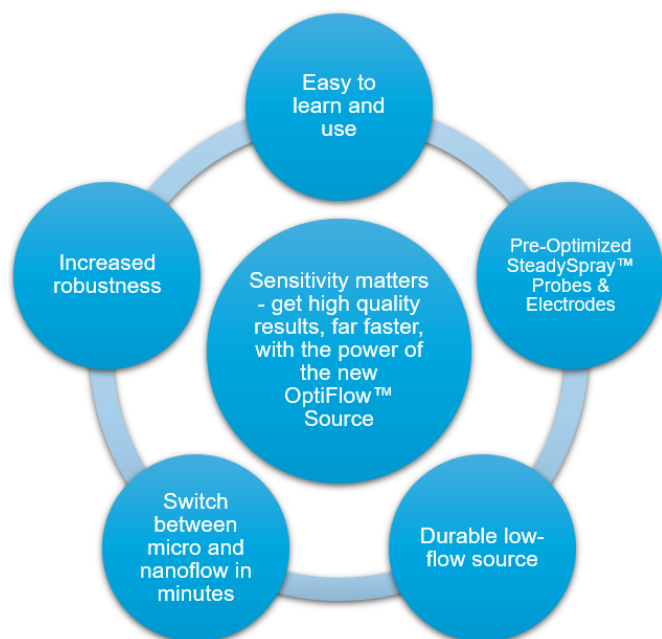 Easy to
learn and
use
Pre-Optimized
SteadySpray™
Probes &
Electrodes
Durable low-
flow source
Switch
between
micro and
nanoflow in
minutes
Increased
robustness
Sensitivity matters
- get high quality
results, far faster,
with the power of
the new
OptiFlow™
Source